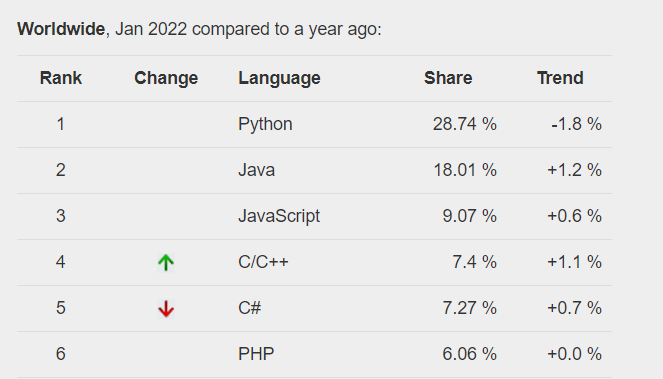 Worldwide, Jan 2022 compared to a year ago:
Rank Change Language Share Trend
1 Python 28.74 % -1.8 %
2 Java 18.01 % +1.2 %
3 JavaScript 9.07 % +0.6 %
4 C/C++ 7.4 % +1.1 %
5 C# 7.27 % +0.7 %
6 PHP 6.06 % +0.0 %